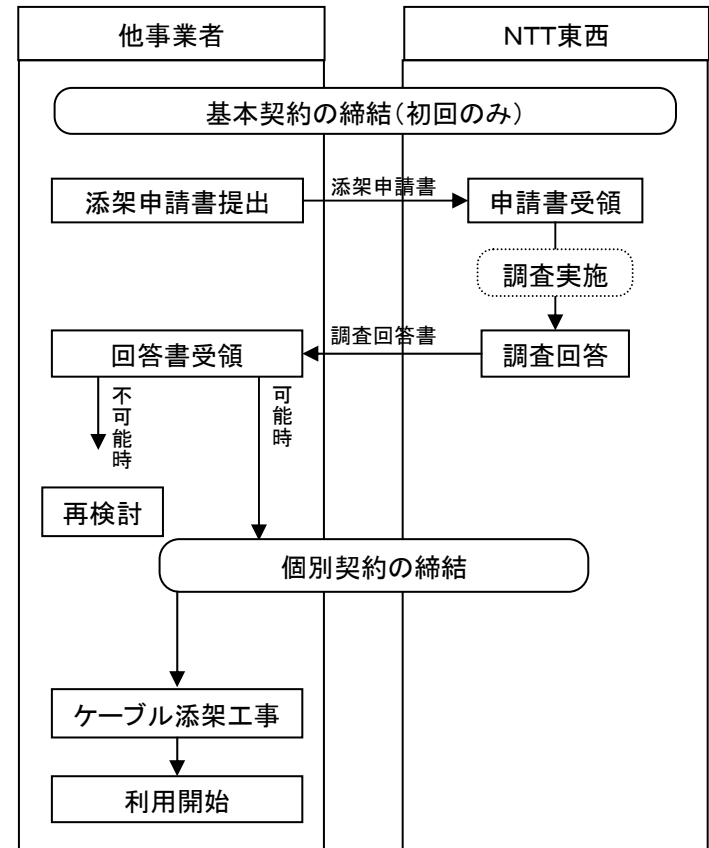 他事業者
NTT東西
基本契約の締結（初回のみ）
添架申請書提出
添架申請書
申請書受領
調査実施
調査回答書
回答書受領
調査回答
不可能時
可能時
再検討
個別契約の締結
ケーブル添架工事
利用開始